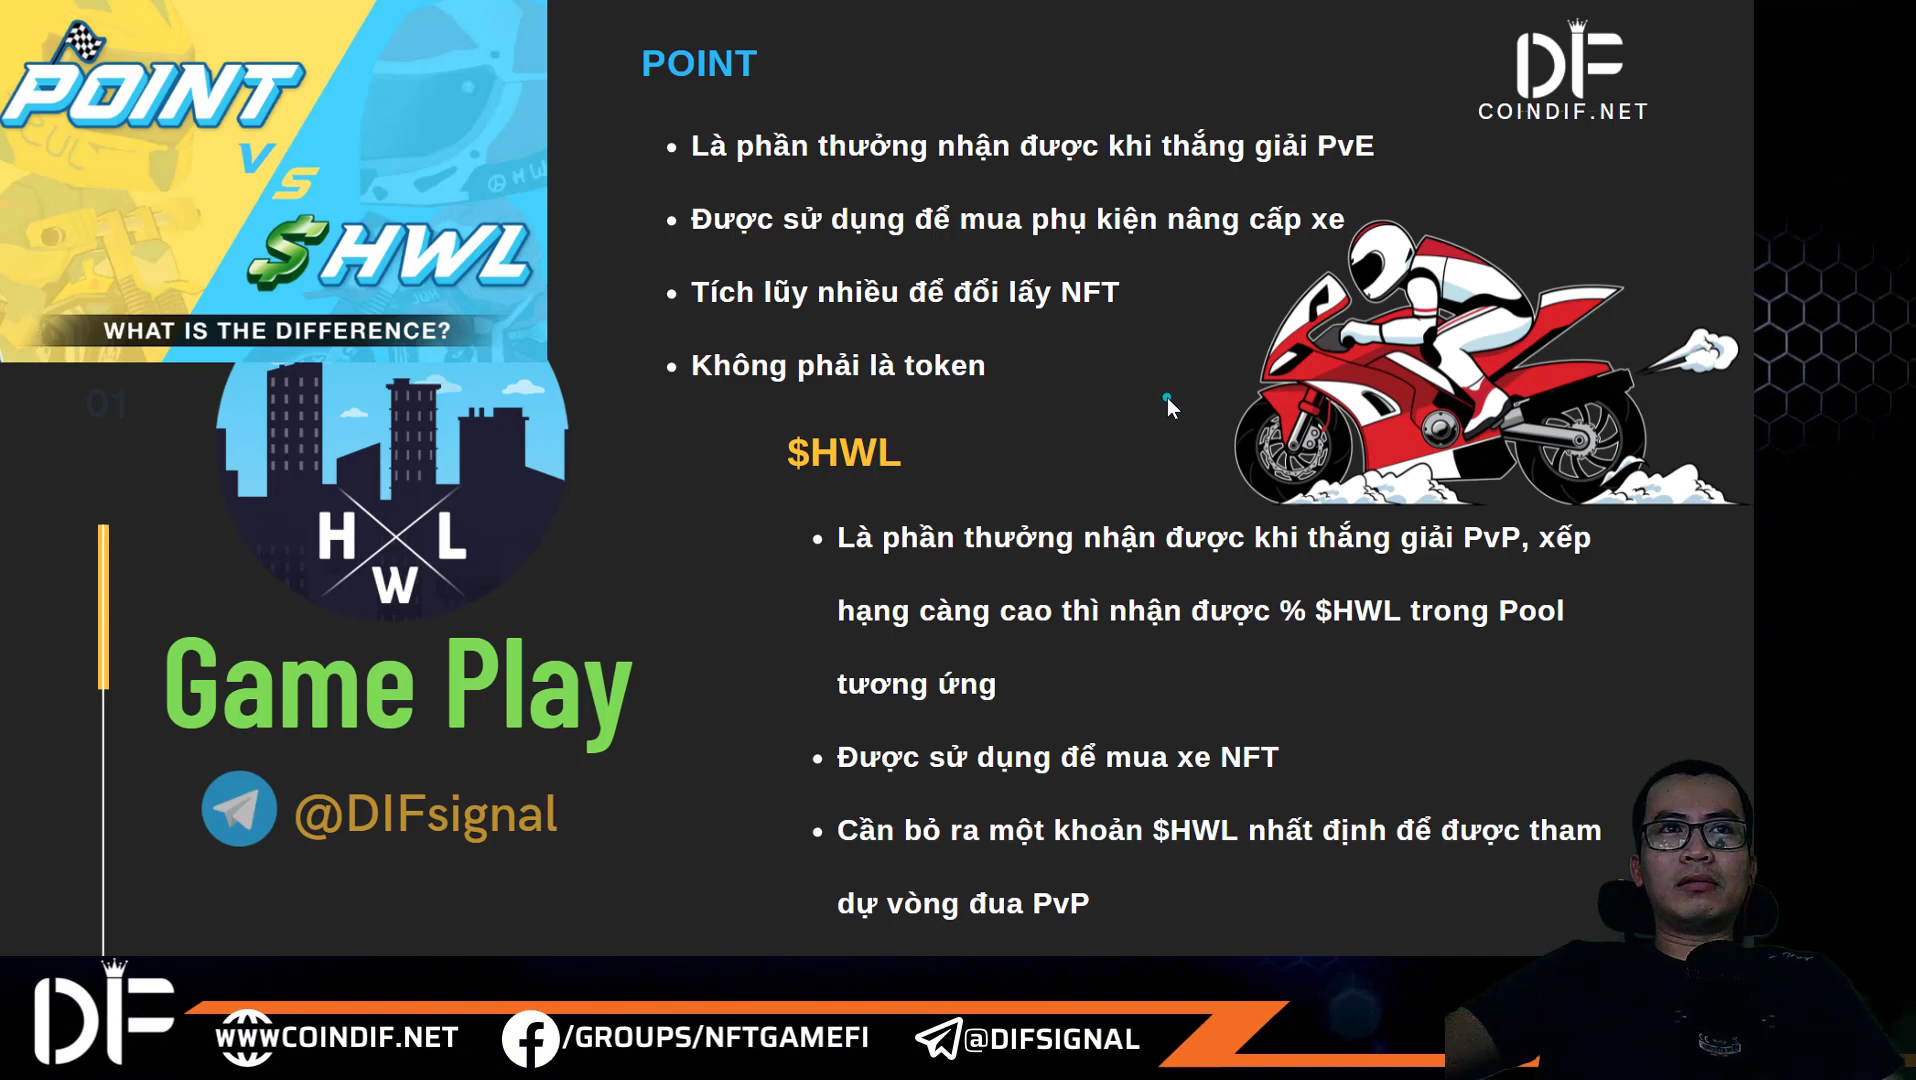 POINT
VS
$HWL
WHAT IS THE DIFFERENCE?
01
H L
W
Game Play
@DIFsignal
POINT
Là phần thưởng nhận được khi thắng giải PvE
Được sử dụng để mua phụ kiện nâng cấp xe
Tích lũy nhiều để đổi lấy NFT
Không phải là token
$HWL
Là phần thưởng nhận được khi thắng giải PvP, xếp
hạng càng cao thì nhận được % $HWL trong Pool
tương ứng
Được sử dụng để mua xe NFT
Cần bỏ ra một khoản $HWL nhất định để được tham
dự vòng đua PvP
DIF
COINDIF.NET
DIF
WWWCOINDIF.NET
/GROUPS/NFTGAMEFI
@DIFSIGNAL